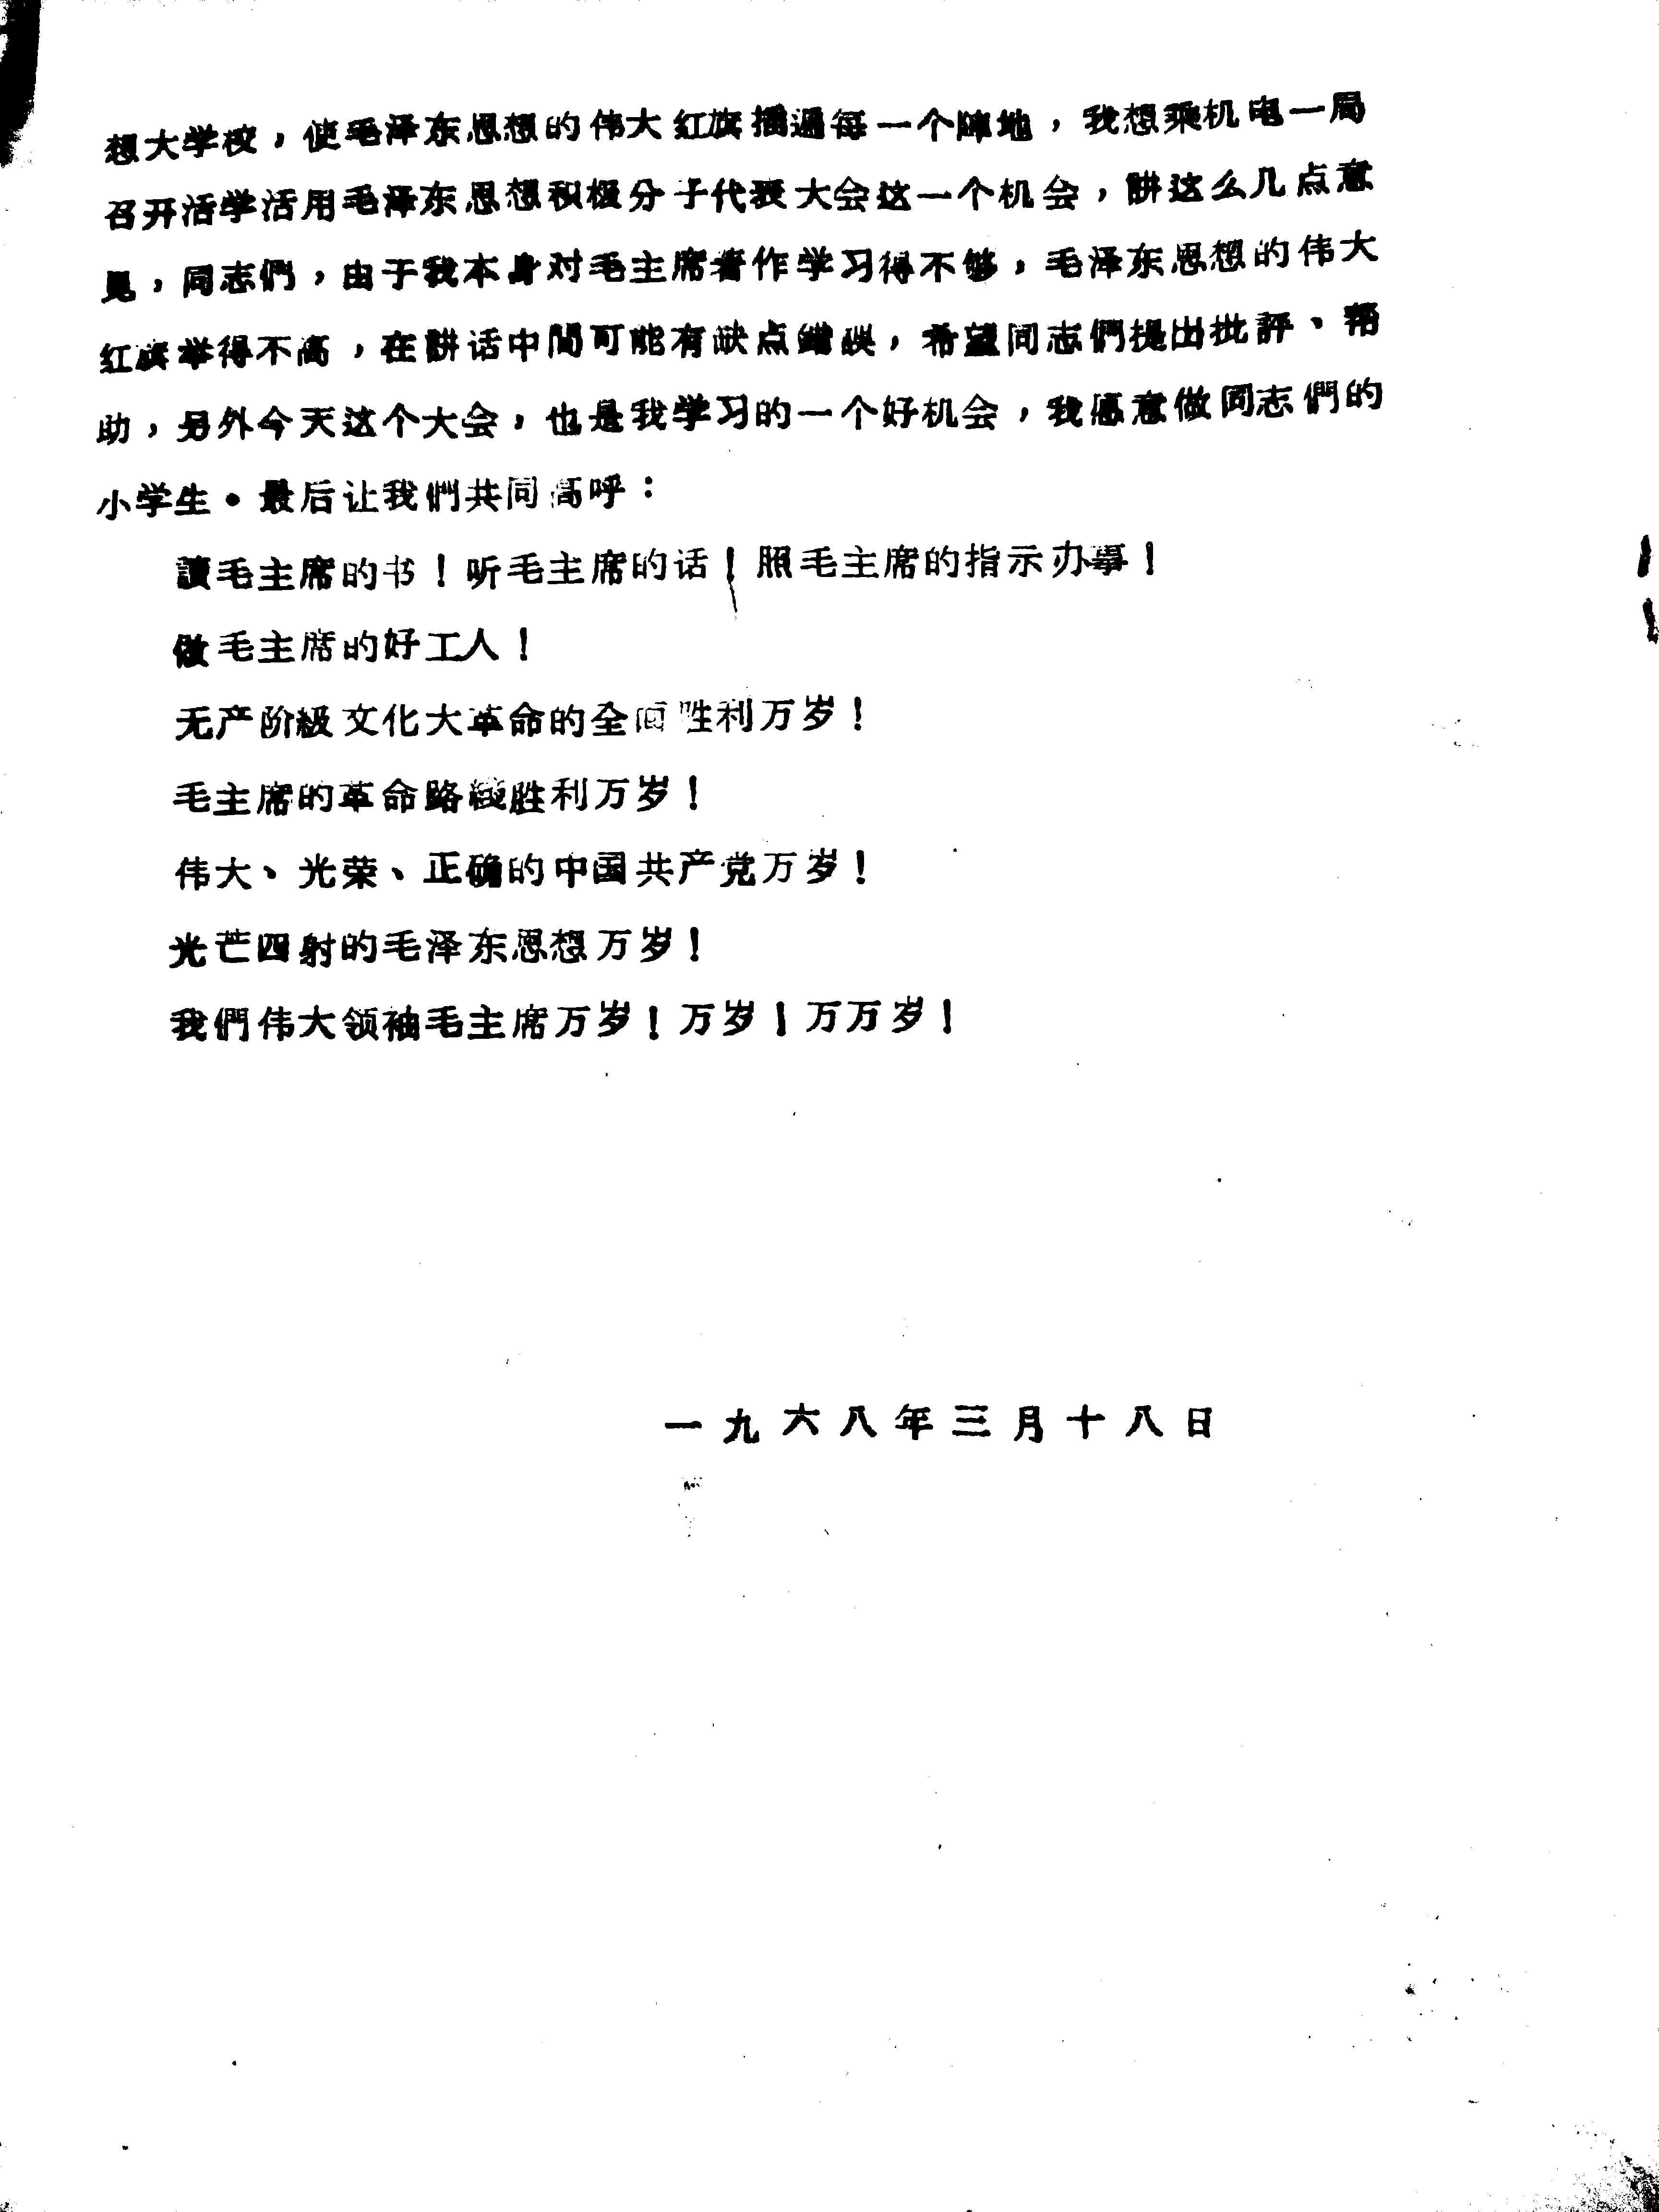 想大学校，使毛泽东思想的伟大红旗插遍每一个陣地，我想乘机电一局
召开活学活用毛泽东思想积极分子代表大会这一个机会，講这么几点意
見，同志們，由于我本身对毛主席著作学习得不够，毛泽东思想的伟大
红旗举得不高，在講话中間可能有缺点錯誤，希望同志們提出批評、帮
助，另外今天这个大会，也是我学习的一个好机会，我愿意做同志們的
小学生。最后让我們共同高呼：
讀毛主席的书！听毛主席的话！照毛主席的指示办事！
做毛主席的好工人！
无产阶級文化大革命的全面胜利万岁！
毛主席的革命路綫胜利万岁！
伟大、光荣、正确的中国共产党万岁！
光芒四射的毛泽东思想万岁！
我們伟大领袖毛主席万岁！万岁！万万岁！
一九六八年三月十八日